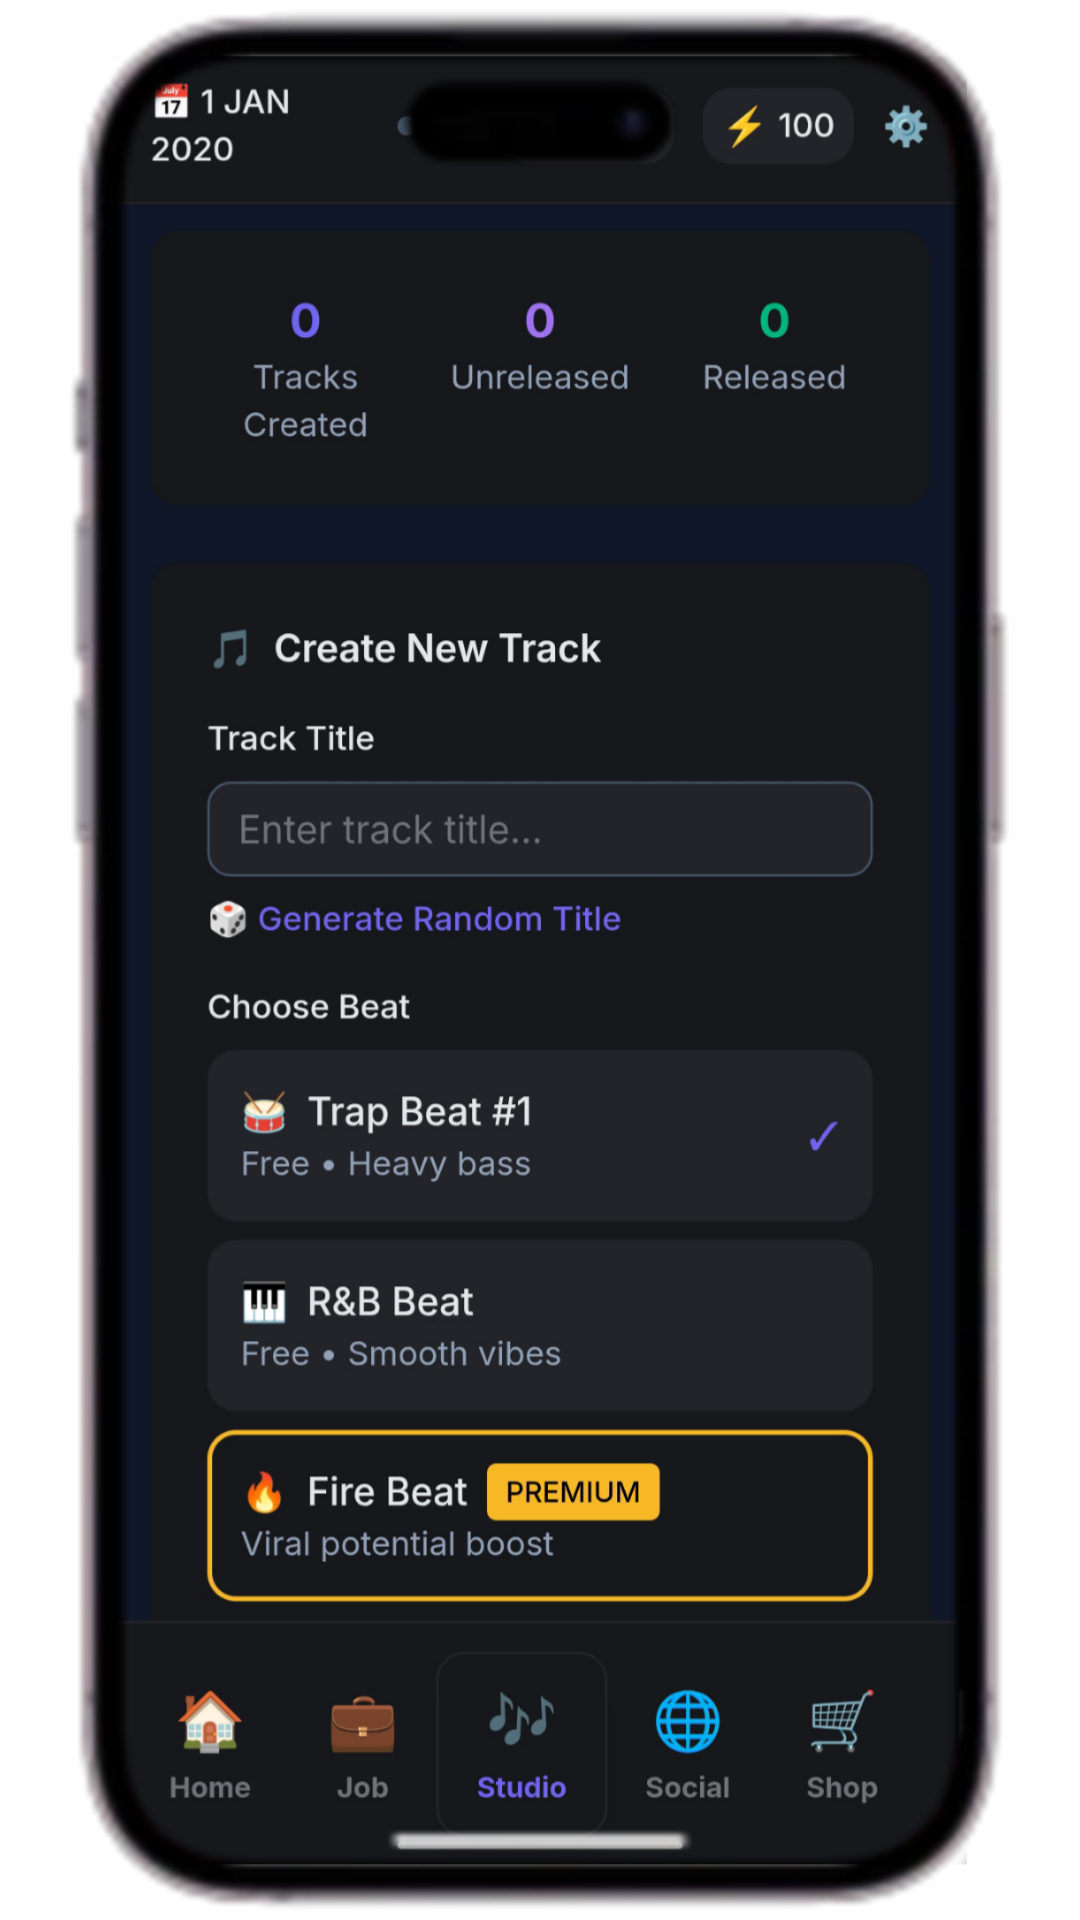 1 JAN
2020
100
0
0
0
Tracks
Created
Unreleased
Released
Create New Track
Track Title
Enter track title...
Generate Random Title
Choose Beat
Trap Beat #1
Free • Heavy bass
R&B Beat
Free • Smooth vibes
Fire Beat PREMIUM
Viral potential boost
Home
Job
Studio
Social
Shop